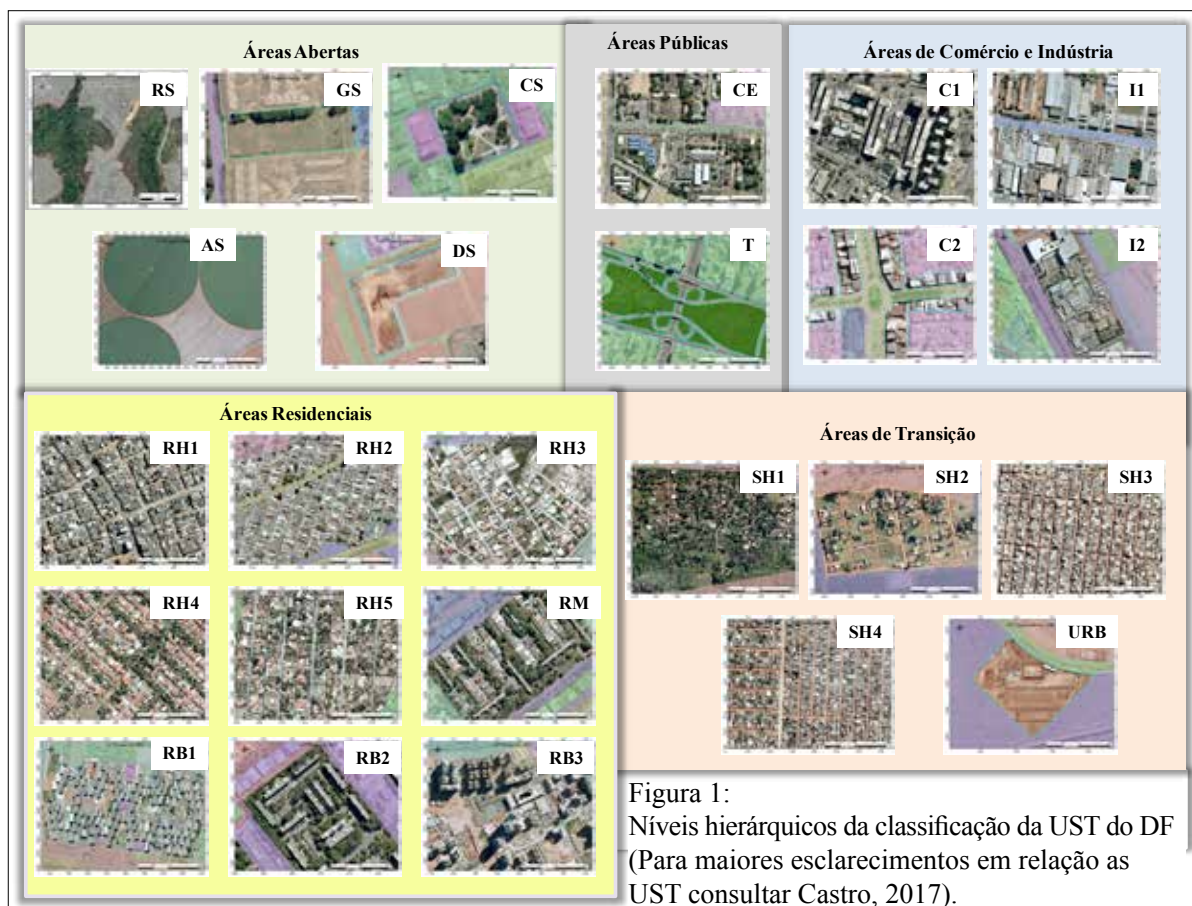 Áreas Abertas
RS
GS
CS
AS
DS
Áreas Públicas
CE
T
Áreas de Comércio e Indústria
C1
I1
C2
I2
Áreas Residenciais
RH1
RH2
RH3
RH4
RH5
RM
RB1
RB2
RB3
Áreas de Transição
SH1
SH2
SH3
SH4
URB
Figura 1:
Níveis hierárquicos da classificação da UST do DF
(Para maiores esclarecimentos em relação as
UST consultar Castro, 2017).